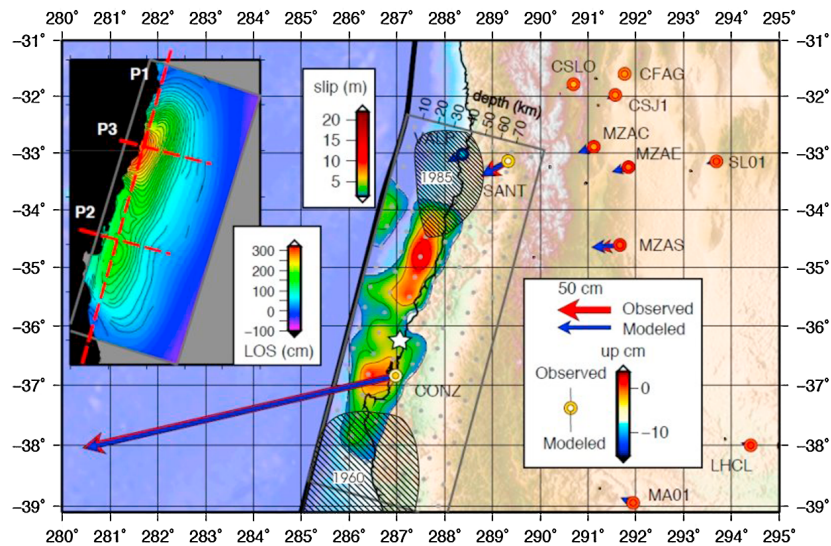 280° 281° 282° 283° 284° 285° 286° 287° 288° 289° 290° 291° 292° 293° 294° 295°
−31° −31°
P1
CSLO CFAG
slip (m)
−32° −32°
20
15
10
5
10
20
30
40
50
60
70
depth (km)
CSJ1
P3
MZAC
−33° −33°
MZAE
SL01
1985
SANT
−34° −34°
P2
MZAS
−35° −35°
300
200
100
0
−100
LOS (cm)
50 cm
Observed
Modeled
−36° −36°
up cm
Observed
0
−10
Modeled
−37° −37°
CONZ
−38° −38°
LHCL
1960
MA01
−39° −39°
280° 281° 282° 283° 284° 285° 286° 287° 288° 289° 290° 291° 292° 293° 294° 295°